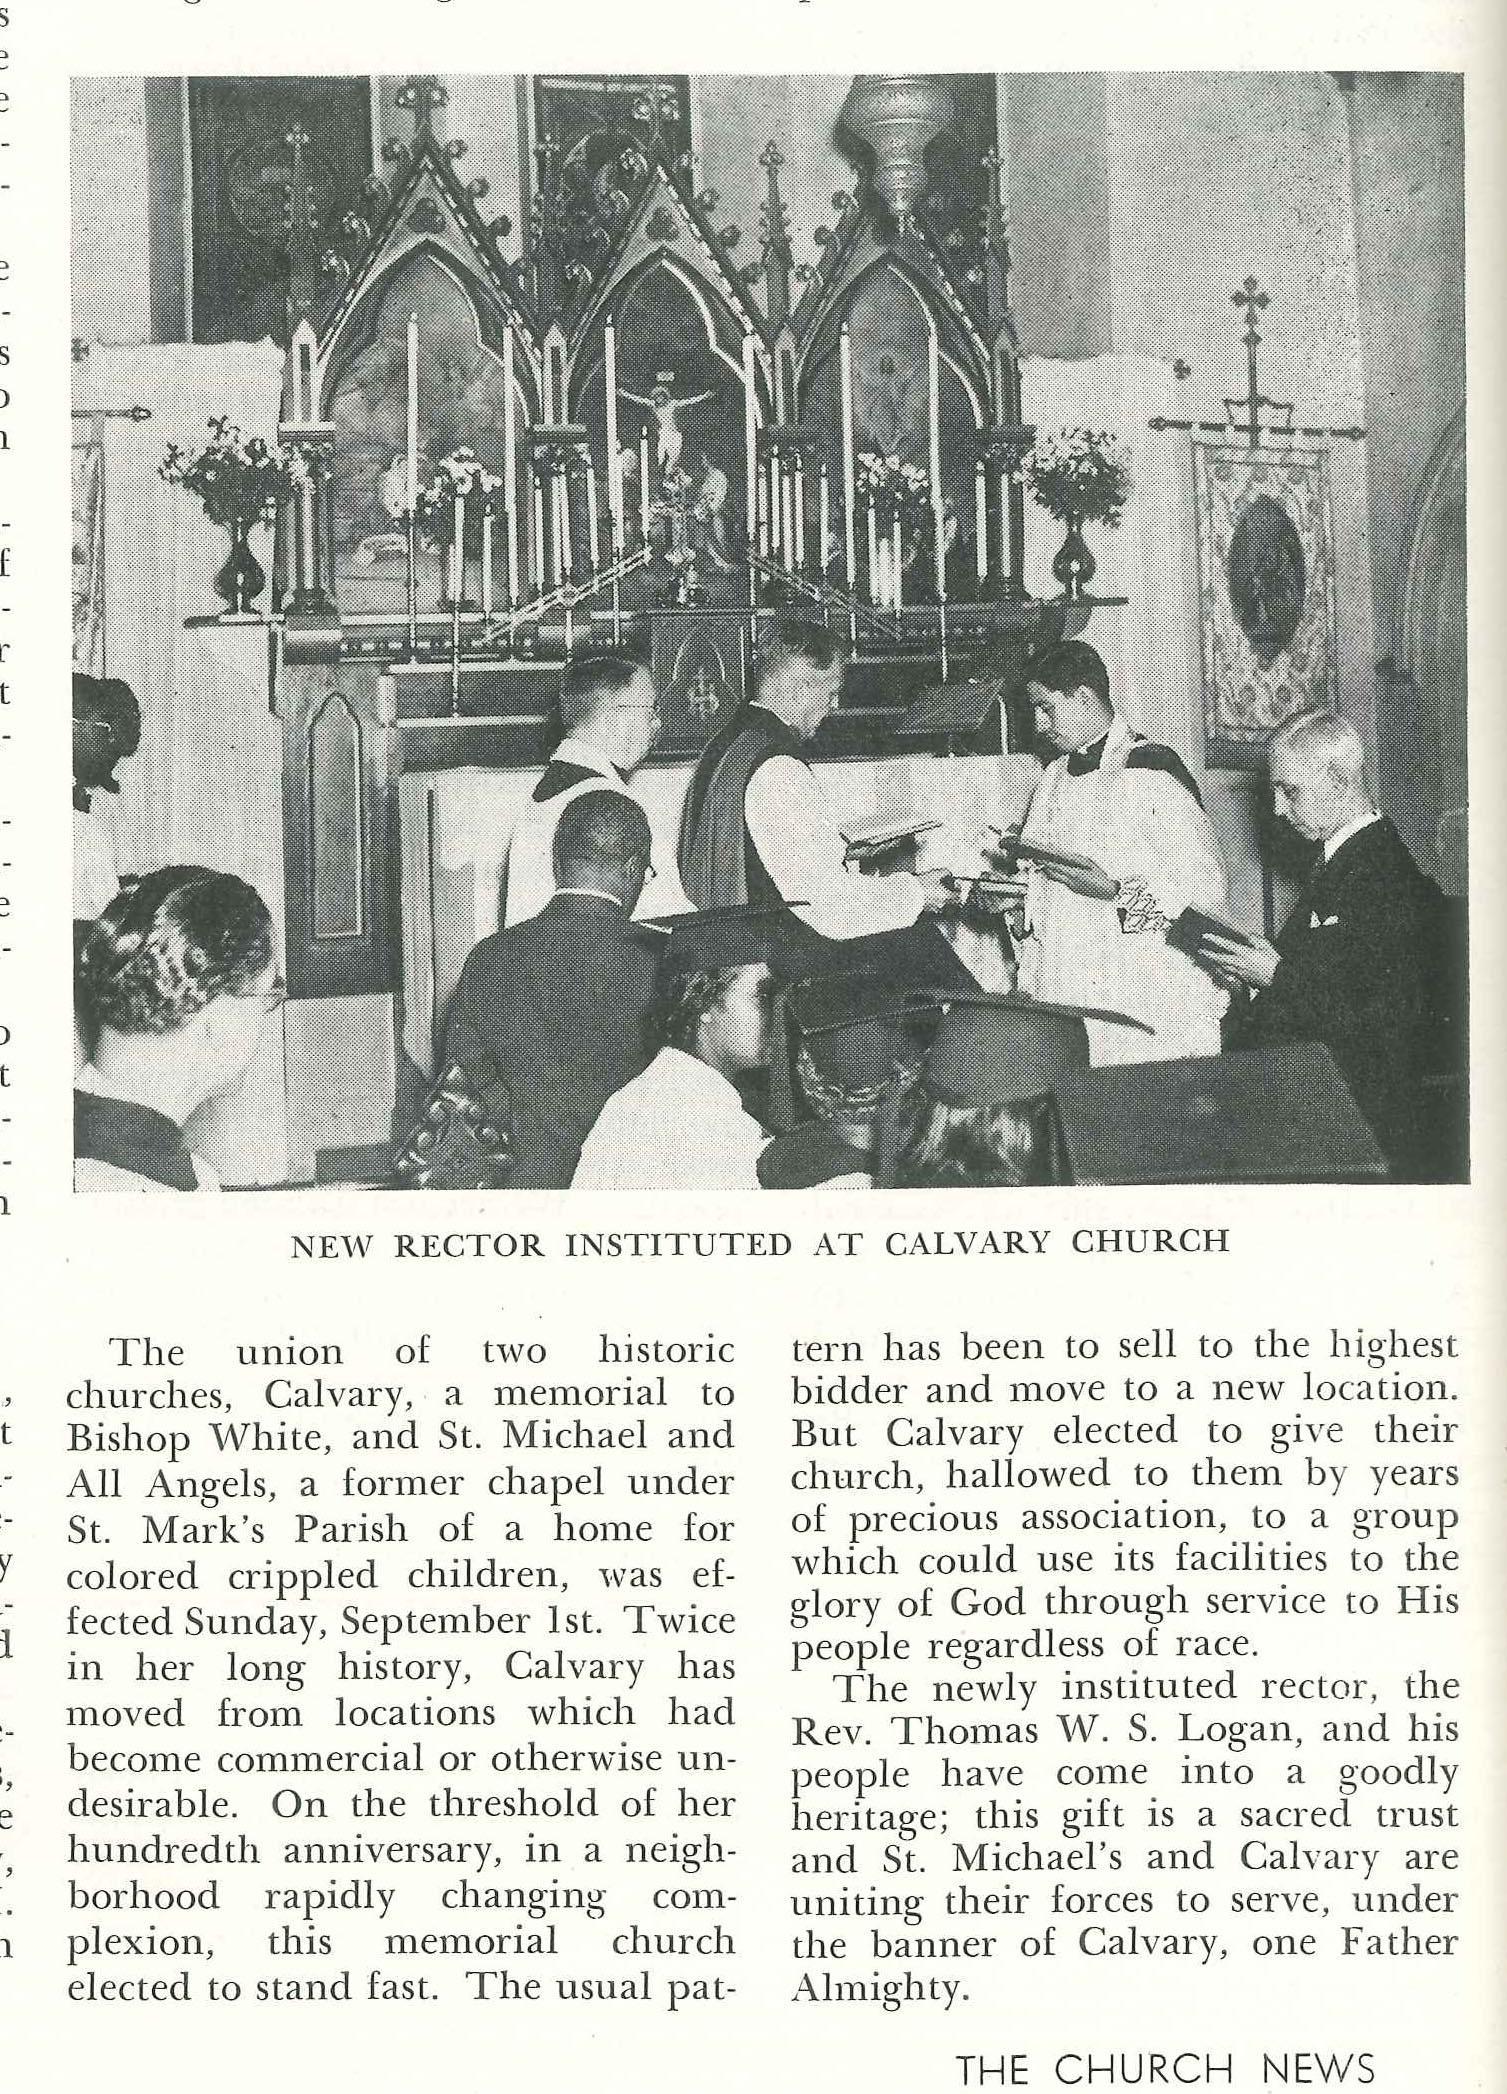 NEW RECTOR INSTITUTED AT CALVARY CHURCH
The union of two historic
churches, Calvary, a memorial to
Bishop White, and St. Michael and
All Angels, a former chapel under
St. Mark's Parish of a home for
colored crippled children, was ef-
fected Sunday, September 1st. Twice
in her long history, Calvary has
moved from locations which had
become commercial or otherwise un-
desirable. On the threshold of her
hundredth anniversary, in a neigh-
borhood rapidly changing com-
plexion, this memorial church
elected to stand fast. The usual pat-
tern has been to sell to the highest
bidder and move to a new location.
But Calvary elected to give their
church, hallowed to them by years
of precious association, to a group
which could use its facilities to the
glory of God through service to His
people regardless of race.
The newly instituted rector, the
Rev. Thomas W. S. Logan, and his
people have come into a goodly
heritage; this gift is a sacred trust
and St. Michael's and Calvary are
uniting their forces to serve, under
the banner of Calvary, one Father
Almighty.
THE CHURCH NEWS